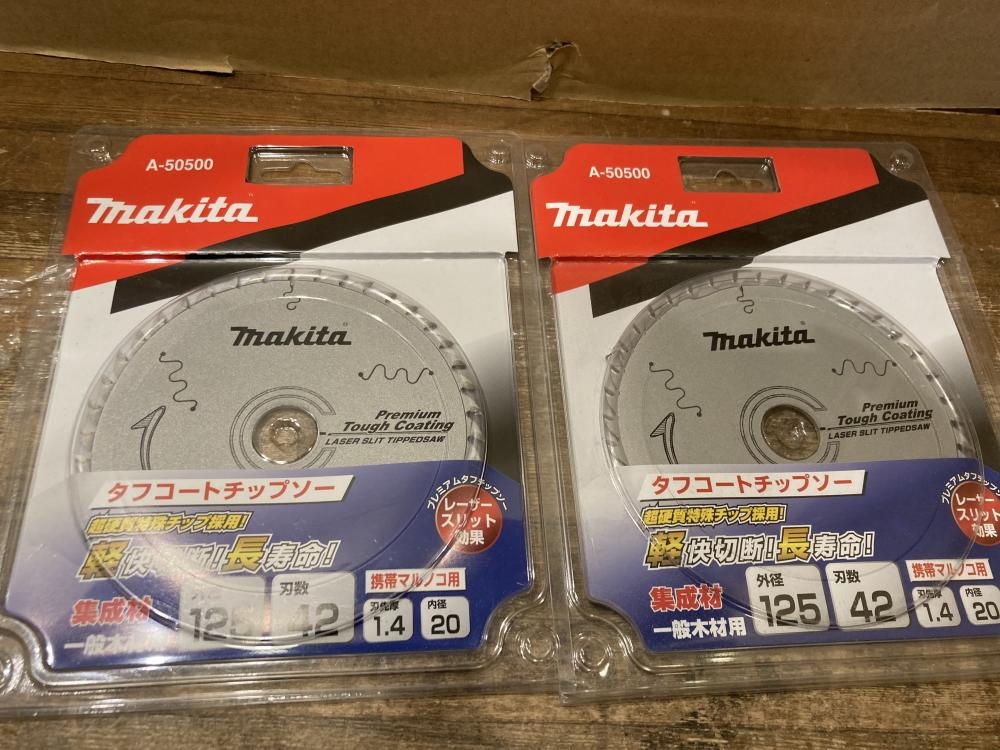 A-50500
makita
makita
Premium
Tough Coating
LASER SLIT TIPPEDSAW
タフコートチップソー
プレミアムタフチップソー
レーザー
スリット
効果
超硬質特殊チップ採用!
軽快切断!長寿命!
集成材
一般木材用
外径
125
刃数
42
携帯マルノコ用
刃先厚
1.4
内径
20
A-50500
makita
makita
Premium
Tough Coating
LASER SLIT TIPPEDSAW
タフコートチップソー
プレミアムタフチップソー
レーザー
スリット
効果
超硬質特殊チップ採用!
軽快切断!長寿命!
集成材
一般木材用
外径
125
刃数
42
携帯マルノコ用
刃先厚
1.4
内径
20